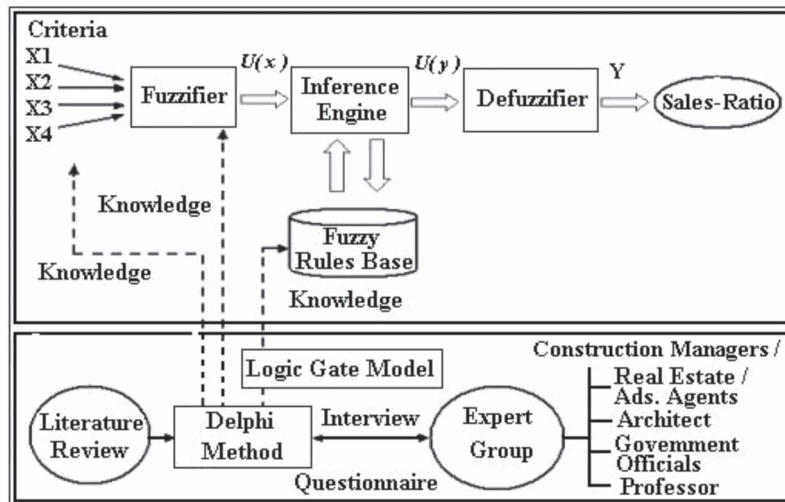 Criteria
X1
X2
X3
X4
Fuzzifier
U(x)
Inference
Engine
U(y)
Defuzzifier
Y
Sales-Ratio
Knowledge
Knowledge
Fuzzy
Rules Base
Knowledge
Logic Gate Model
Literature
Review
Delphi
Method
Interview
Questionnaire
Expert
Group
Construction Managers /
Real Estate /
Ads. Agents
Architect
Govemment
Officials
Professor